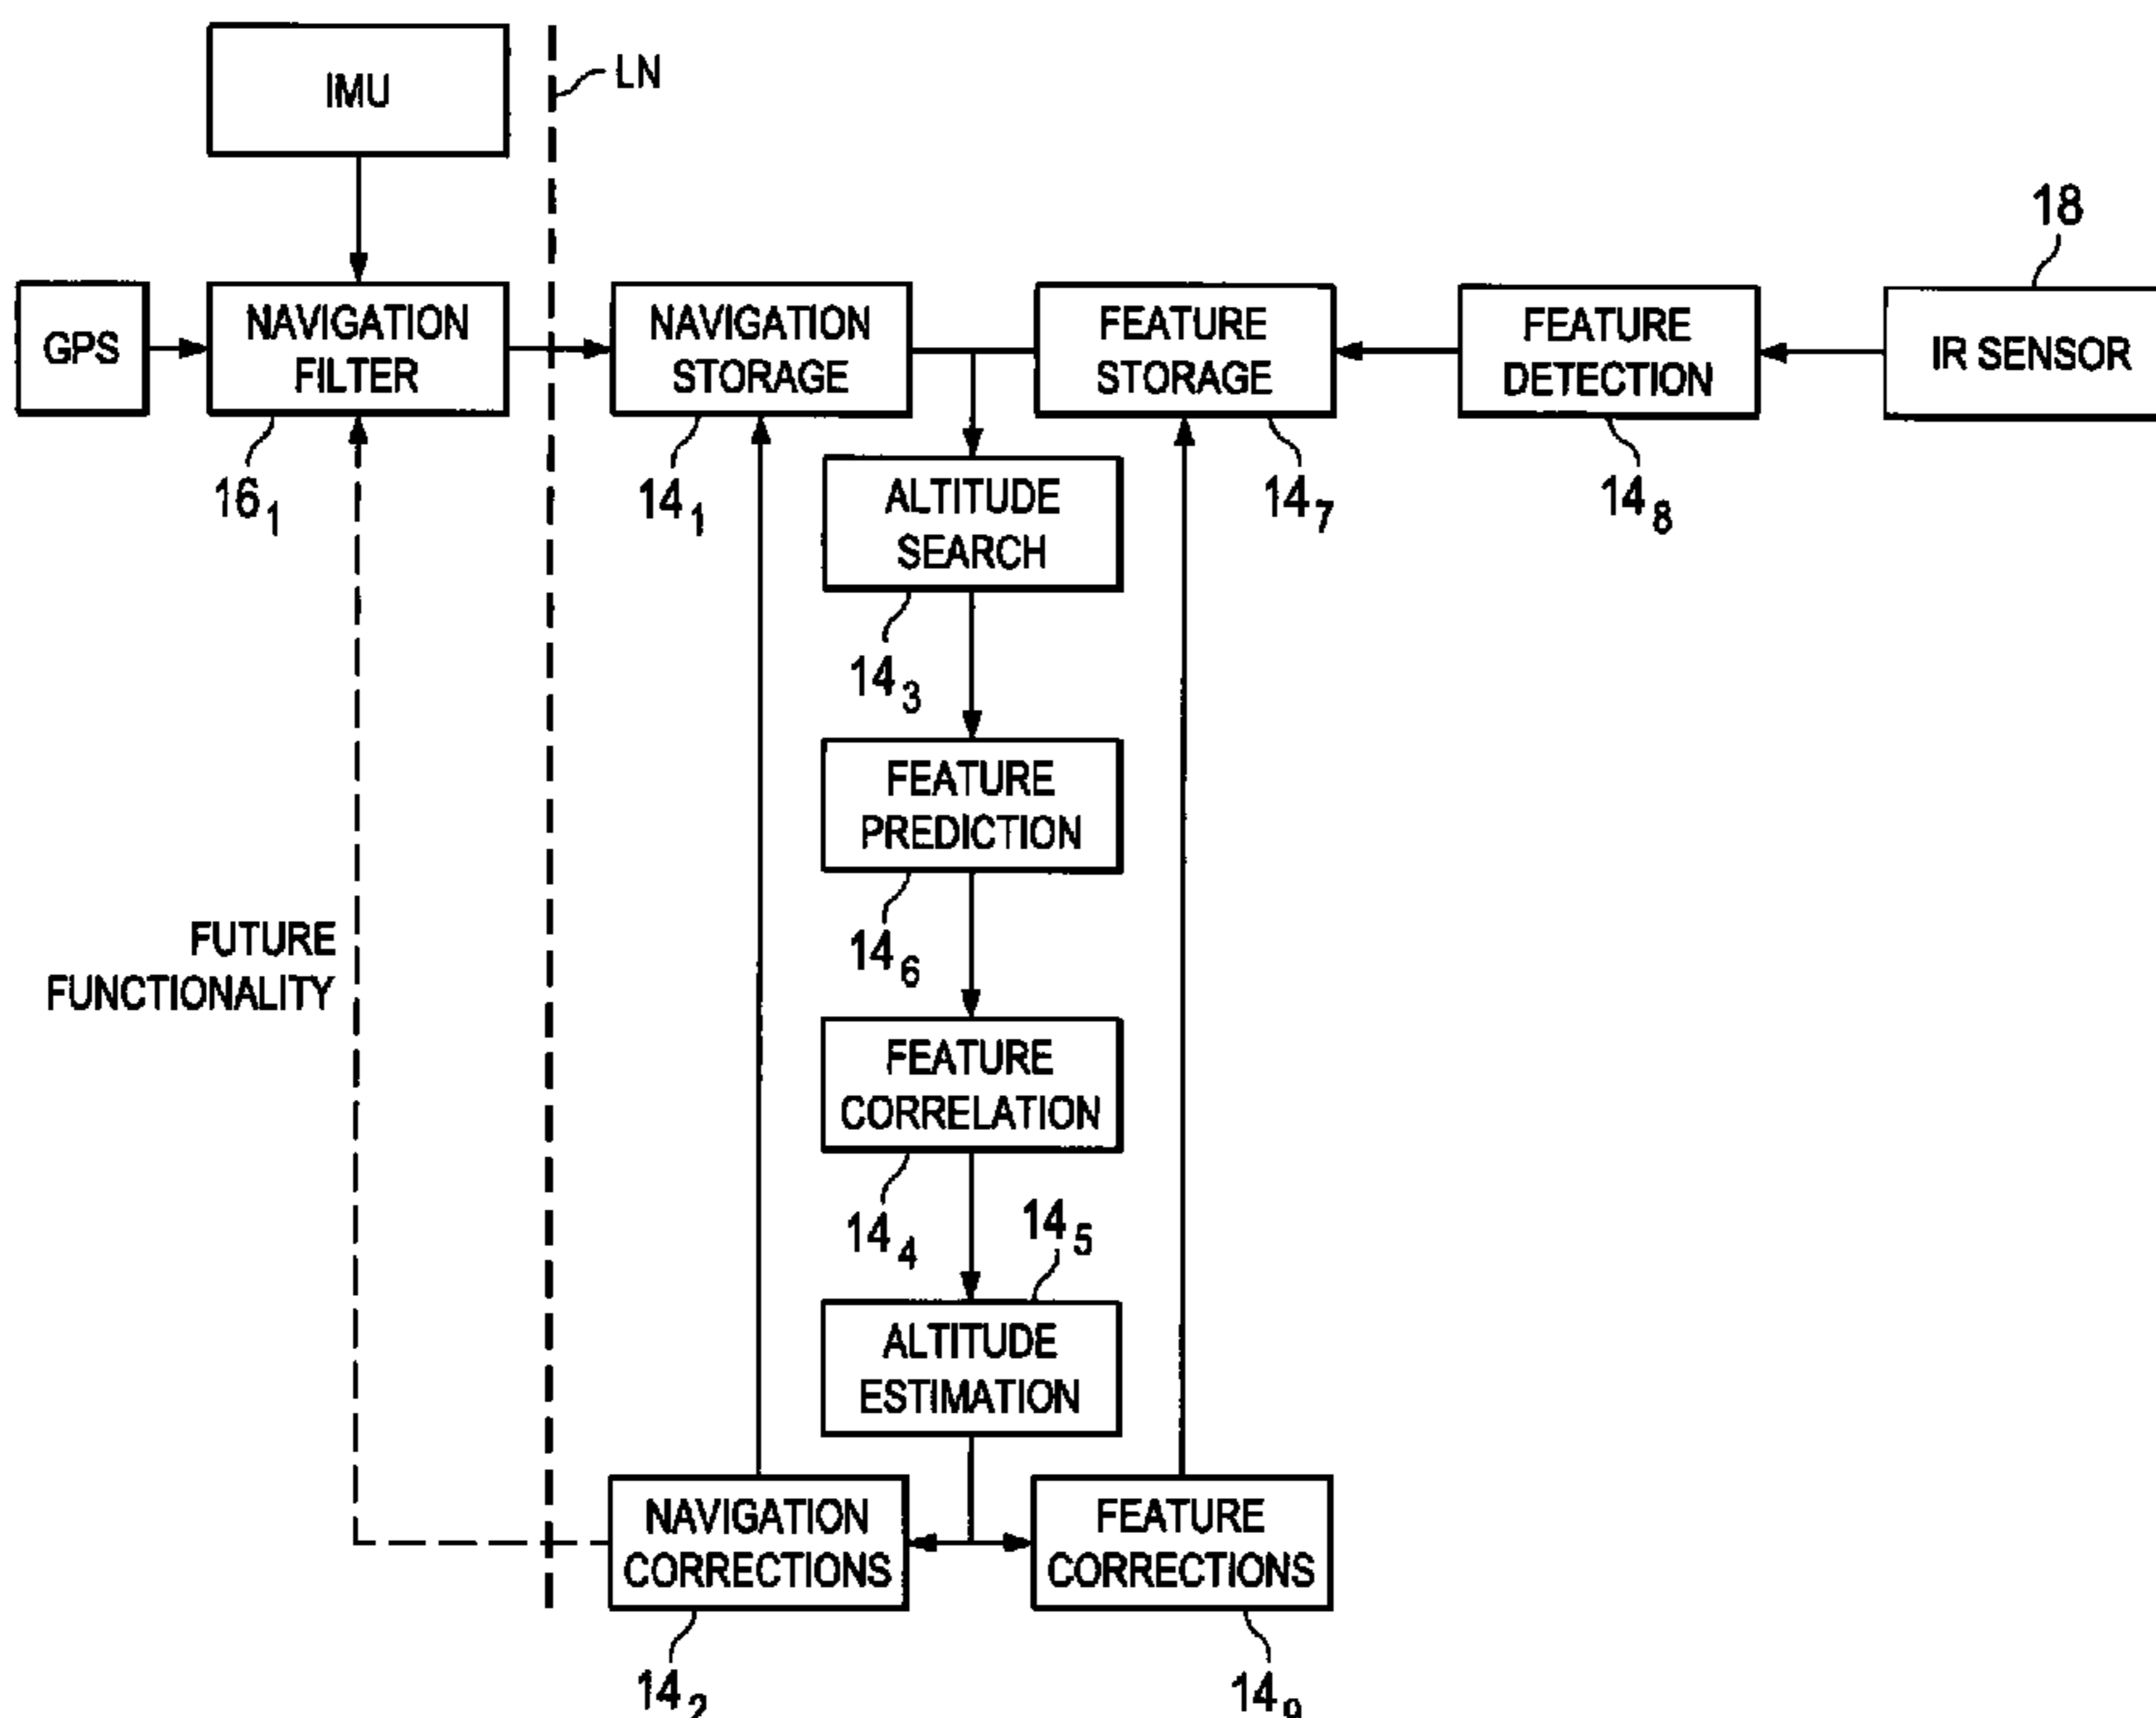 IMU
LN
18
GPS
NAVIGATION
FILTER
NAVIGATION
STORAGE
FEATURE
STORAGE
FEATURE
DETECTION
IR SENSOR
16₁
14₁
ALTITUDE
SEARCH
14₇
14₈
14₃
FEATURE
PREDICTION
14₆
FUTURE
FUNCTIONALITY
FEATURE
CORRELATION
14₄
14₅
ALTITUDE
ESTIMATION
NAVIGATION
CORRECTIONS
FEATURE
CORRECTIONS
14₂
14₉